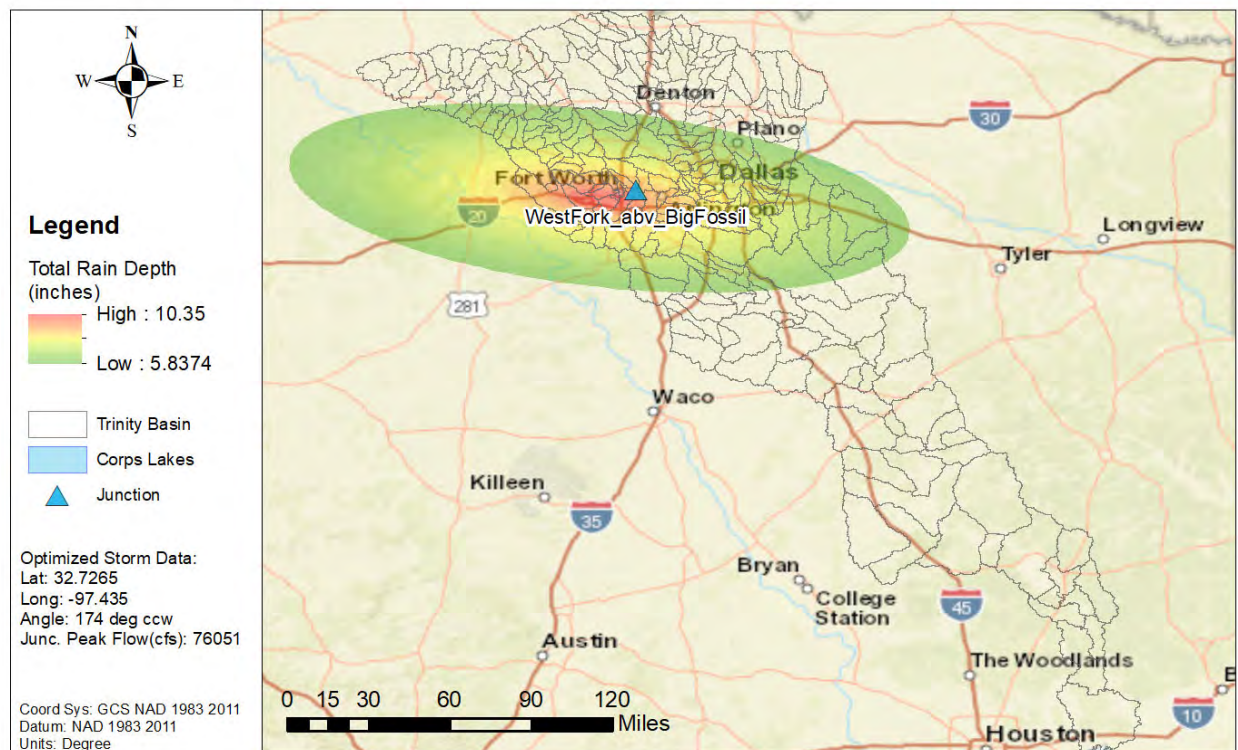 N
W
E
S
Legend
Total Rain Depth
(inches)
High : 10.35
Low : 5.8374
Trinity Basin
Corps Lakes
Junction
Optimized Storm Data:
Lat: 32.7265
Long: -97.435
Angle: 174 deg ccw
Junc. Peak Flow(cfs): 76051
Coord Sys: GCS NAD 1983 2011
Datum: NAD 1983 2011
Units: Degree
Denton
30
Plano
Fort Worth
Dallas
20
WestFork_abv_BigFossil
Longview
Tyler
281
Waco
Killeen
35
Bryan
College
Station
45
Austin
The Woodlands
10
Houston
0 15 30 60 90 120
Miles